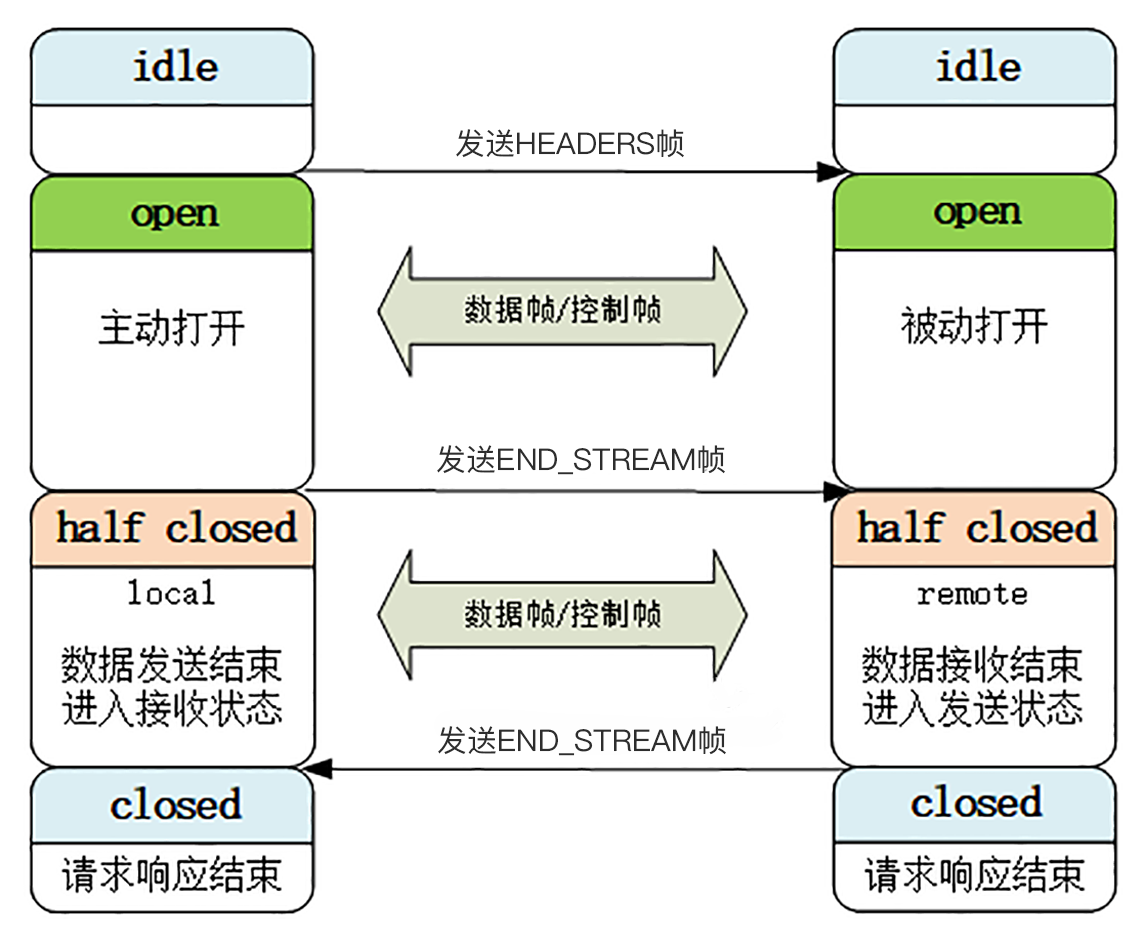 idle
idle
发送HEADERS帧
open
open
数据帧/控制帧
主动打开
被动打开
发送END_STREAM帧
half closed
half closed
local
remote
数据帧/控制帧
数据发送结束
进入接收状态
数据接收结束
进入发送状态
发送END_STREAM帧
closed
closed
请求响应结束
请求响应结束